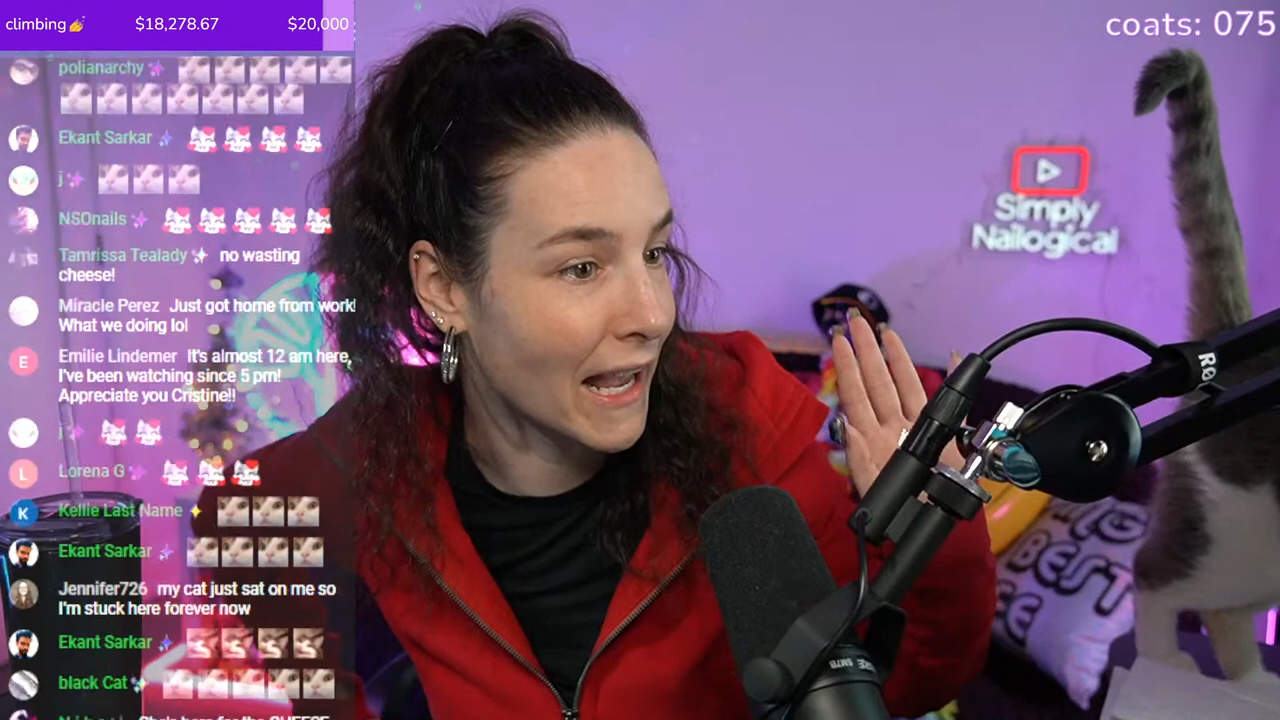 climbing💅 $18,278.67 $20,000
coats: 075
polianarchy
Ekant Sarkar
j
NSOnails
Tamrissa Tealady no wasting
cheese!
Miracle Perez Just got home from work!
What we doing lol
Emilie Lindemer It's almost 12 am here,
I've been watching since 5 pm!
Appreciate you Cristine!!
j
Lorena G
Kellie Last Name
Ekant Sarkar
Jennifer726 my cat just sat on me so
I'm stuck here forever now
Ekant Sarkar
black Cat
E
L
K
Simply
Nailogical
BEST
SM7B